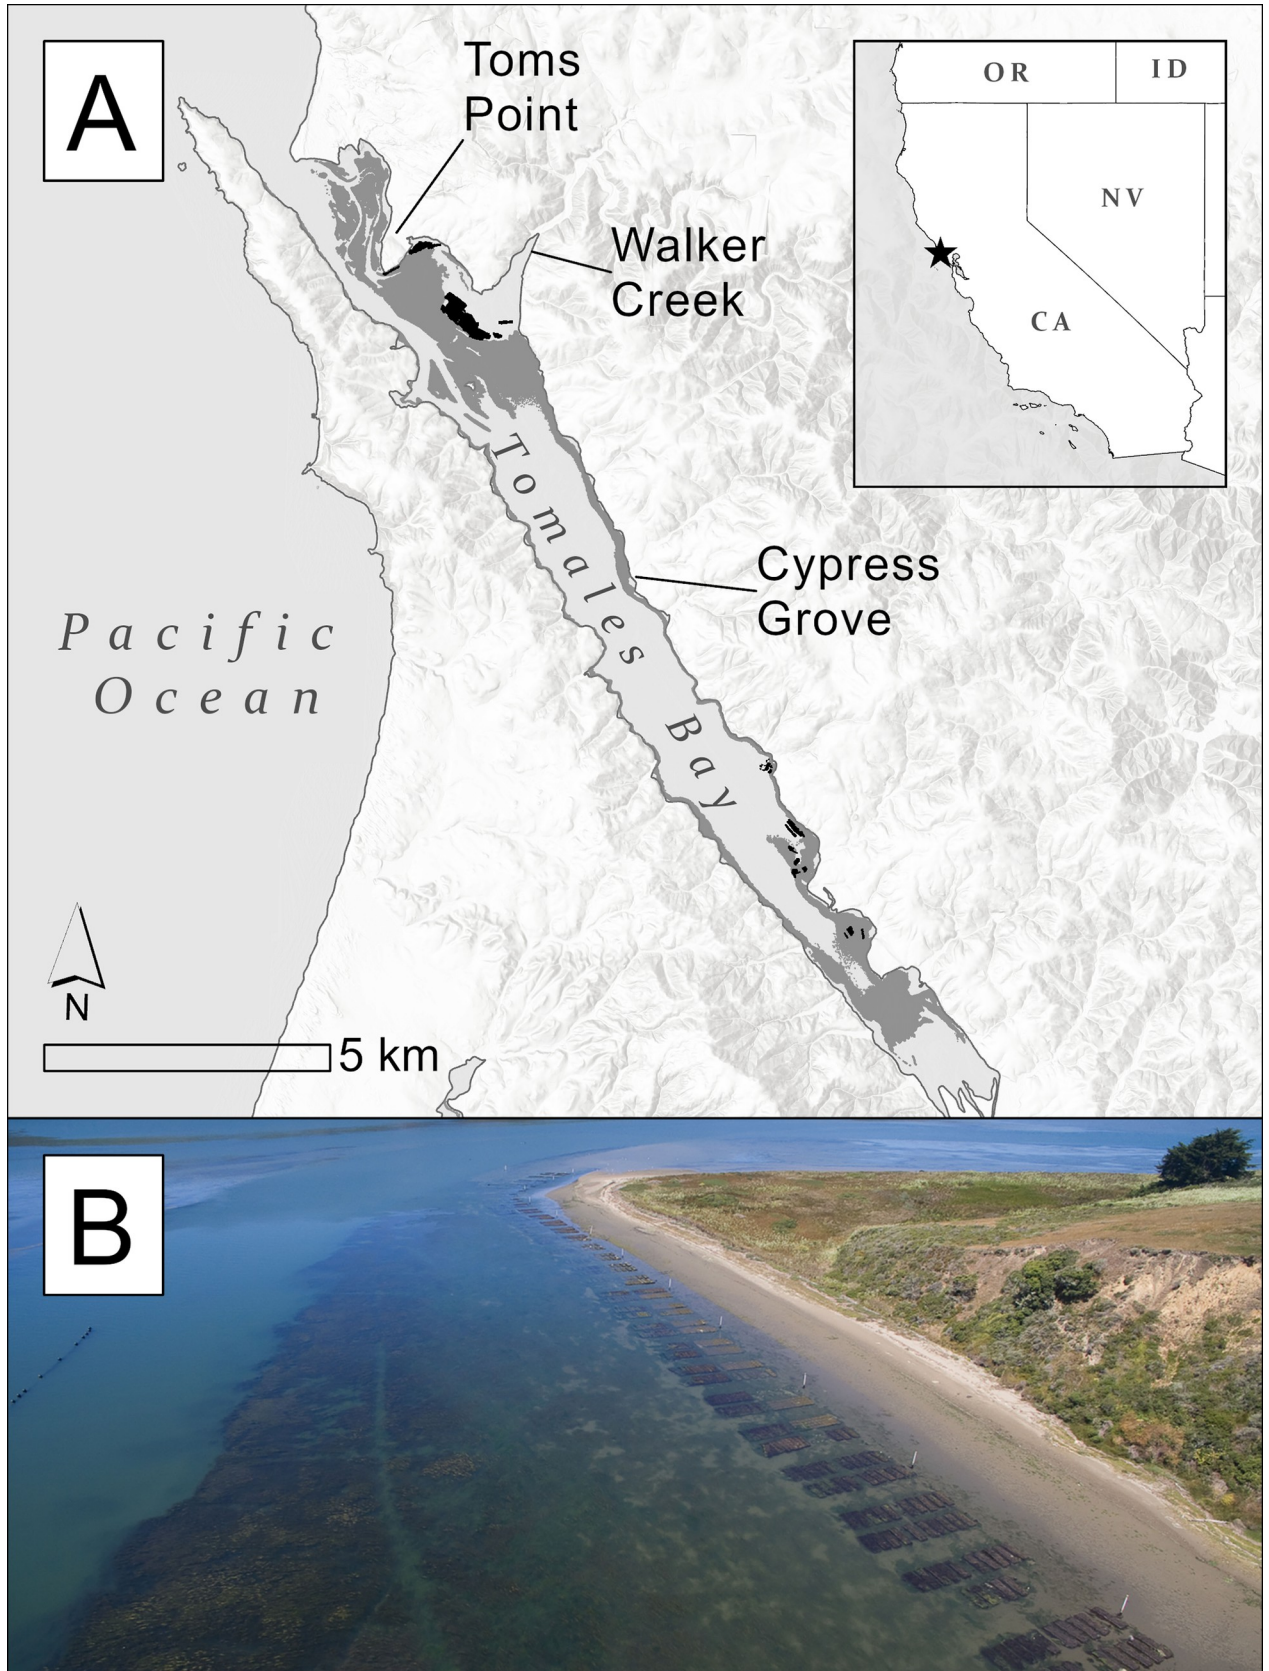 A
Toms
Point
Walker
Creek
OR
ID
NV
CA
Tomales Bay
Cypress
Grove
Pacific
Ocean
N
5 km
B